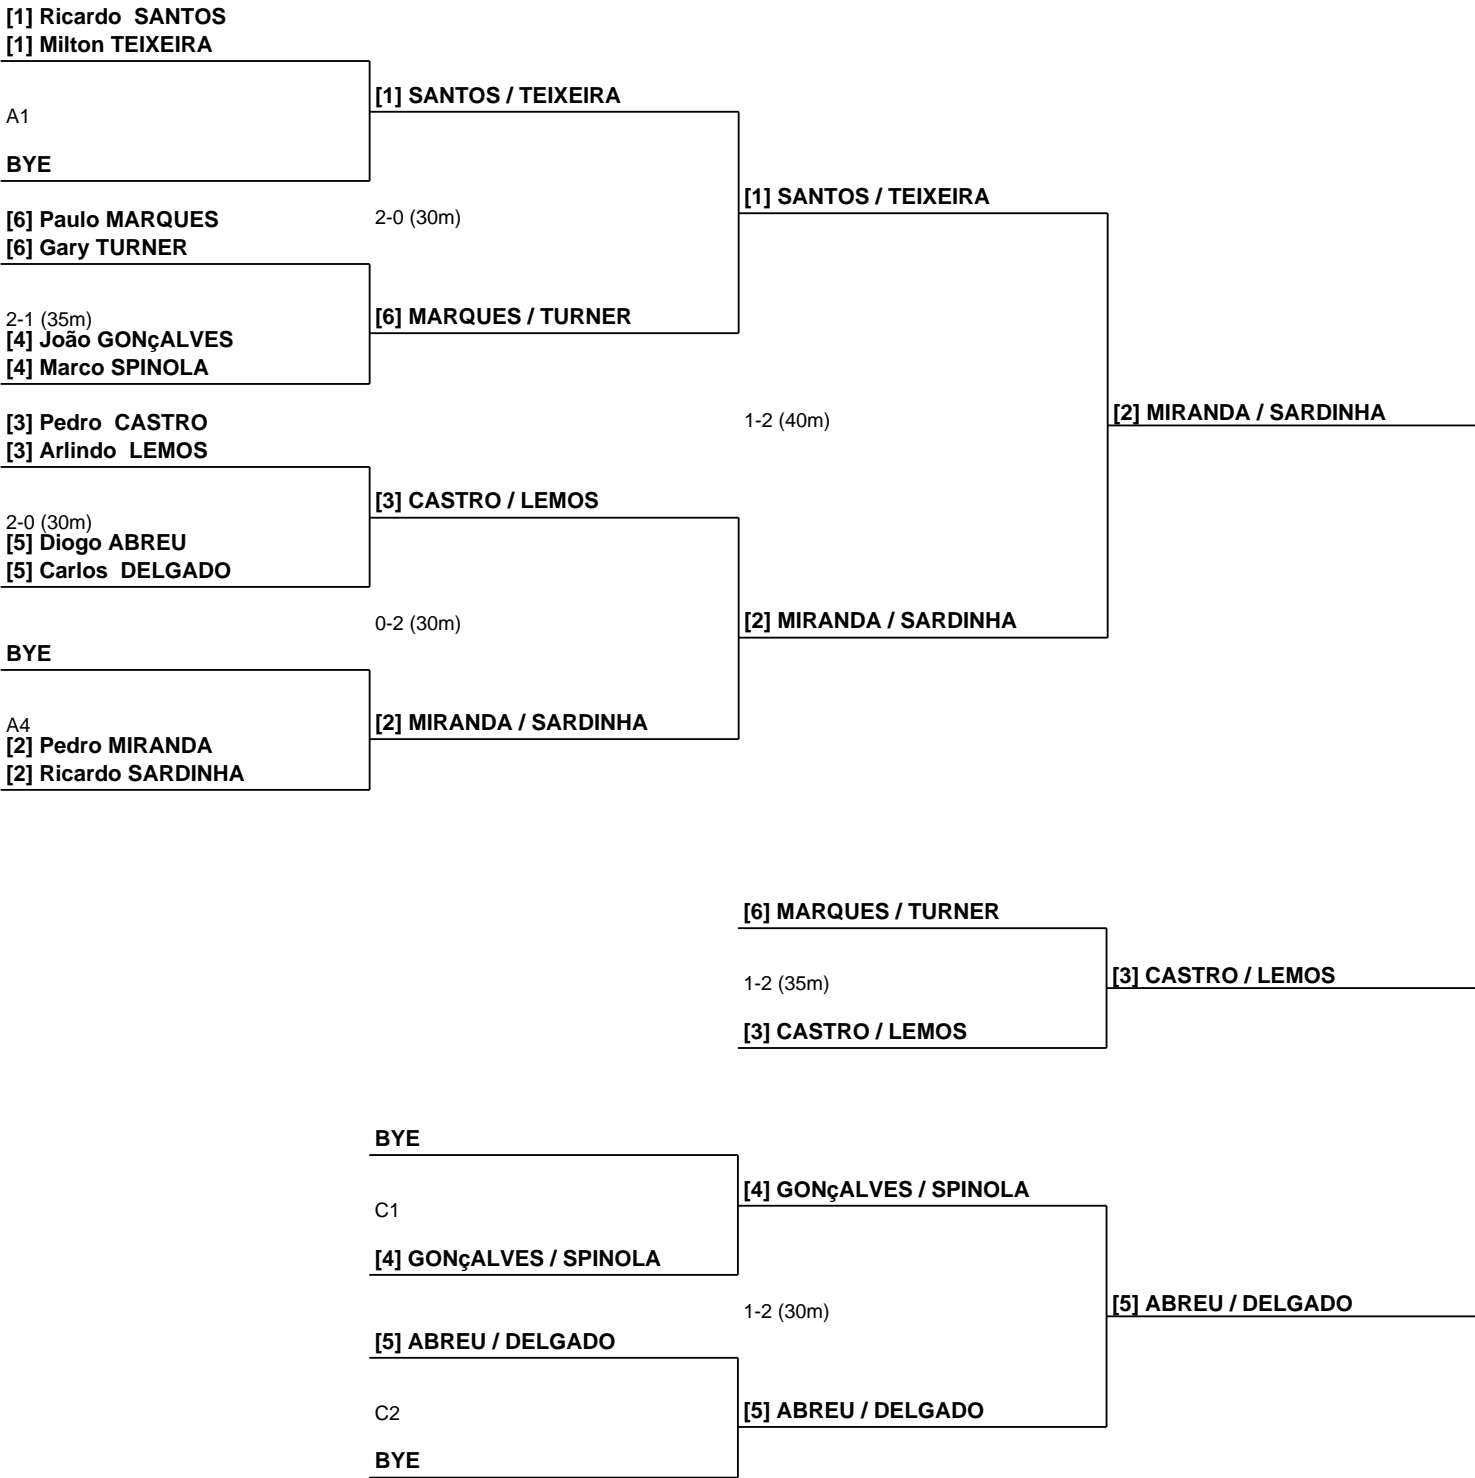 [1] Ricardo  SANTOS
[1] Milton TEIXEIRA
[1] SANTOS / TEIXEIRA
A1
BYE
[1] SANTOS / TEIXEIRA
[6] Paulo MARQUES
2-0 (30m)
[6] Gary TURNER
2-1 (35m)
[6] MARQUES / TURNER
[4] João GONçALVES
[4] Marco SPINOLA
[3] Pedro  CASTRO
1-2 (40m)
[2] MIRANDA / SARDINHA
[3] Arlindo  LEMOS
[3] CASTRO / LEMOS
2-0 (30m)
[5] Diogo ABREU
[5] Carlos  DELGADO
0-2 (30m)
[2] MIRANDA / SARDINHA
BYE
A4
[2] MIRANDA / SARDINHA
[2] Pedro MIRANDA
[2] Ricardo SARDINHA
[6] MARQUES / TURNER
1-2 (35m)
[3] CASTRO / LEMOS
[3] CASTRO / LEMOS
BYE
[4] GONçALVES / SPINOLA
C1
[4] GONçALVES / SPINOLA
1-2 (30m)
[5] ABREU / DELGADO
[5] ABREU / DELGADO
C2
[5] ABREU / DELGADO
BYE